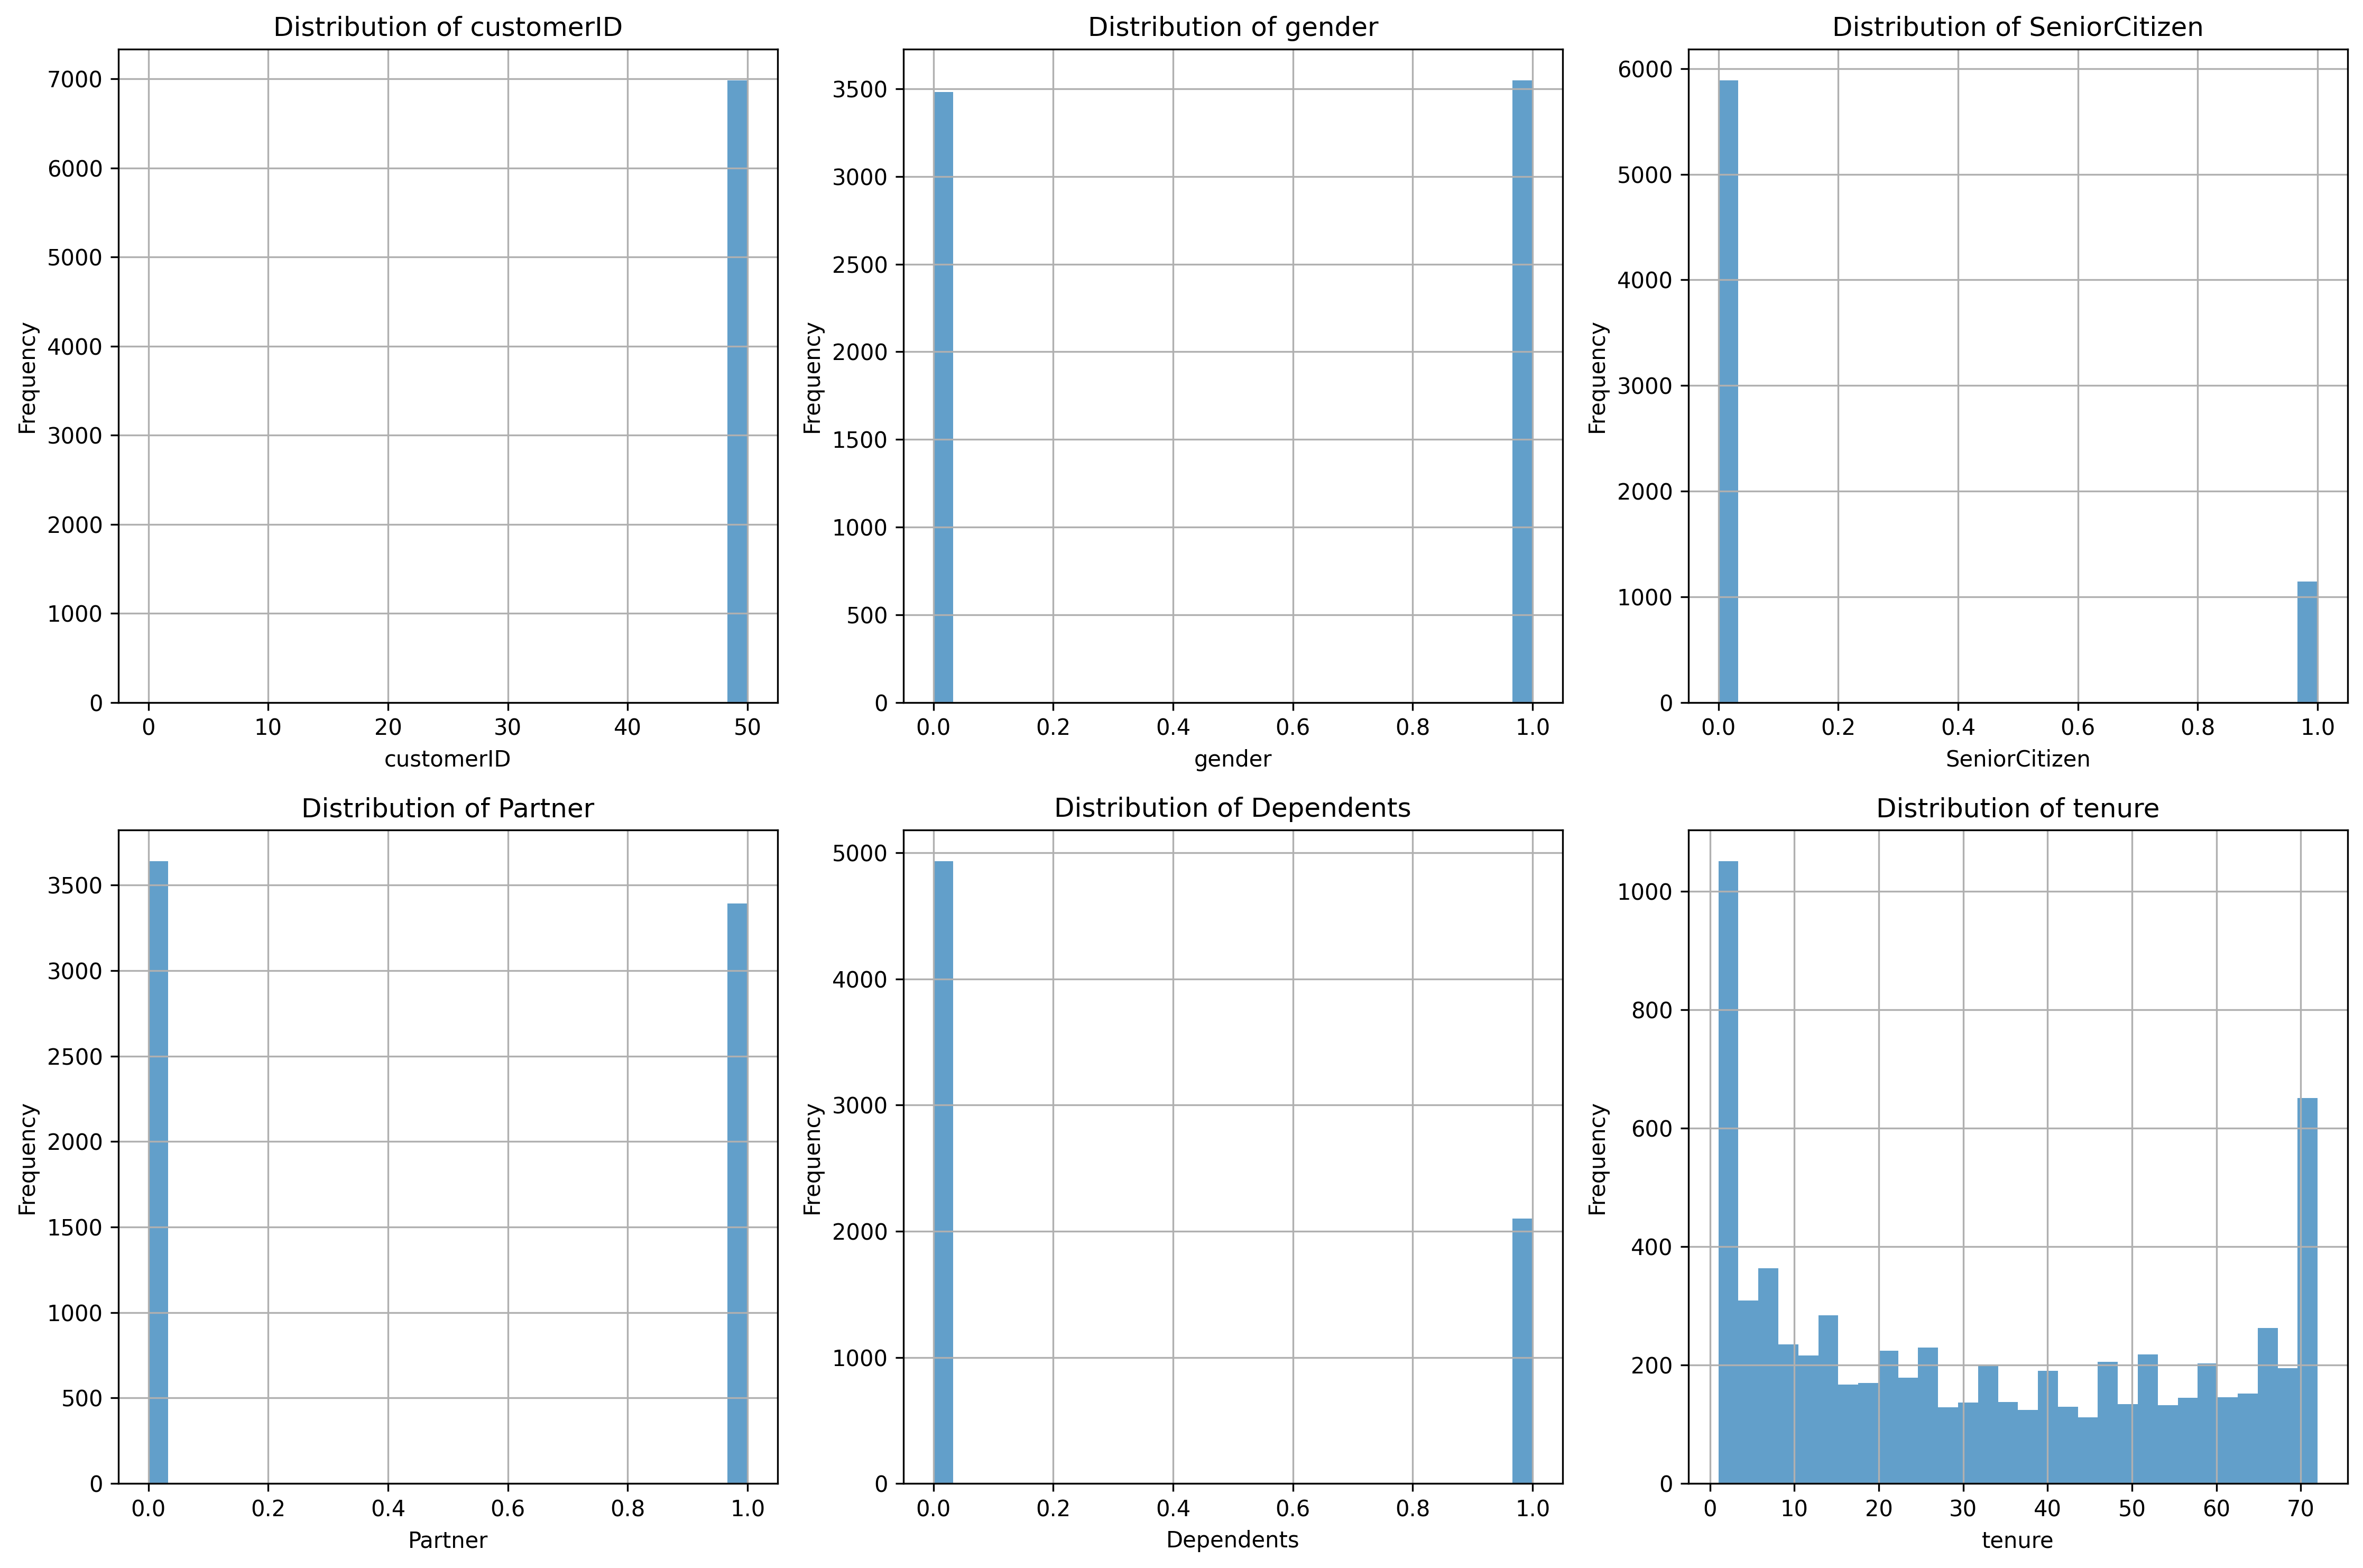 Distribution of customerID
7000
6000
5000
4000
3000
2000
1000
0
Frequency
0 10 20 30 40 50
customerID
Distribution of gender
3500
3000
2500
2000
1500
1000
500
0
Frequency
0.0 0.2 0.4 0.6 0.8 1.0
gender
Distribution of SeniorCitizen
6000
5000
4000
3000
2000
1000
0
Frequency
0.0 0.2 0.4 0.6 0.8 1.0
SeniorCitizen
Distribution of Partner
3500
3000
2500
2000
1500
1000
500
0
Frequency
0.0 0.2 0.4 0.6 0.8 1.0
Partner
Distribution of Dependents
5000
4000
3000
2000
1000
0
Frequency
0.0 0.2 0.4 0.6 0.8 1.0
Dependents
Distribution of tenure
1000
800
600
400
200
0
Frequency
0 10 20 30 40 50 60 70
tenure